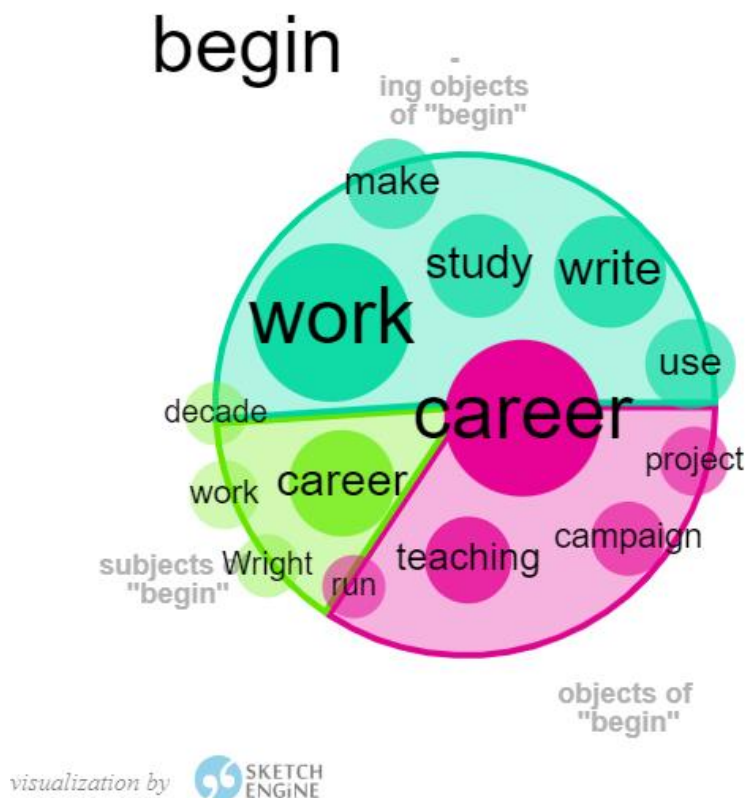 begin
-
ing objects
of "begin"
make
study
write
work
use
career
decade
career
project
work
campaign
teaching
Wright
subjects
"begin"
run
objects of
"begin"
visualization by
SKETCH
ENGINE